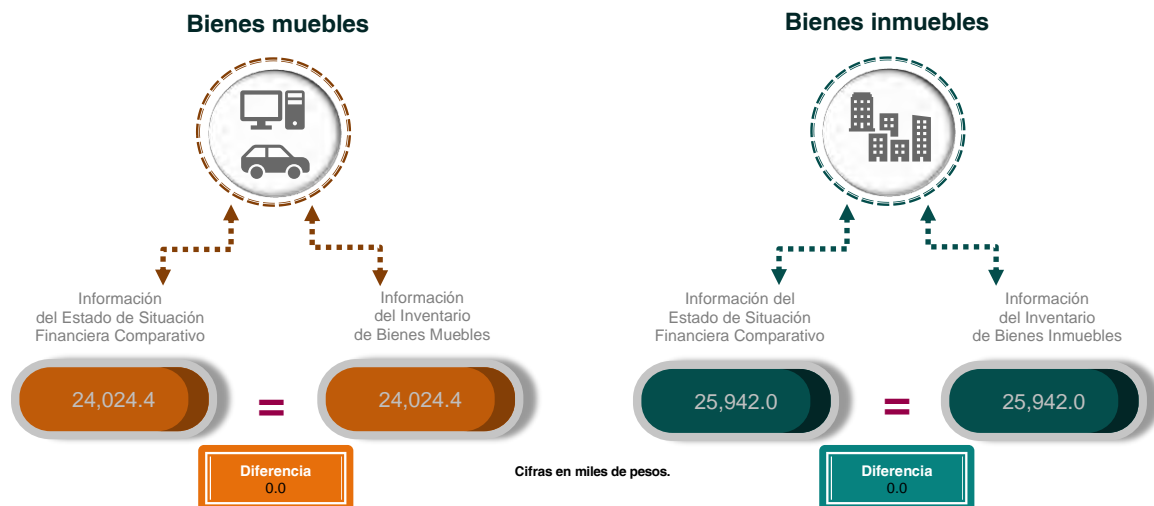 Bienes muebles
Información
del Estado de Situación
Financiera Comparativo
Información
del Inventario
de Bienes Muebles
24,024.4
=
24,024.4
Diferencia
0.0
Cifras en miles de pesos.
Bienes inmuebles
Información del
Estado de Situación
Financiera Comparativo
Información
del Inventario
de Bienes Inmuebles
25,942.0
=
25,942.0
Diferencia
0.0